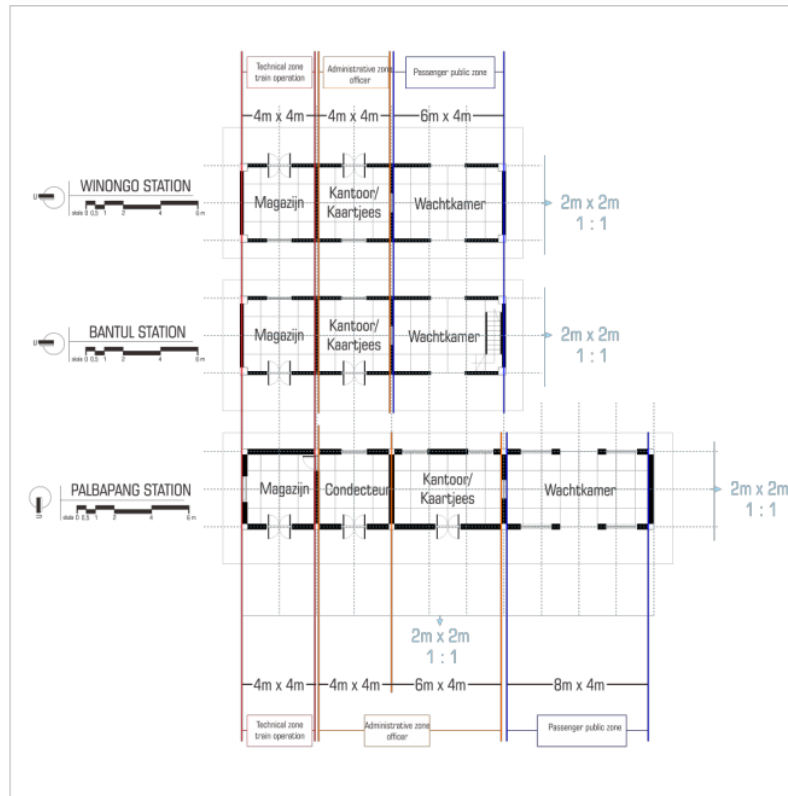 Technical zone
train operation
Administrative zone
officer
Passenger public zone
4m x 4m
4m x 4m
6m x 4m
WINONGO STATION
skala 0 0,5 1 2 4 6 m
U
Magazijn
Kantoor/
Kaartjees
Wachtkamer
2m x 2m
1 : 1
BANTUL STATION
skala 0 0,5 1 2 4 6 m
U
Magazijn
Kantoor/
Kaartjees
Wachtkamer
2m x 2m
1 : 1
PALBAPANG STATION
skala 0 0,5 1 2 4 6 m
U
Magazijn
Condecteur
Kantoor/
Kaartjees
Wachtkamer
2m x 2m
1 : 1
2m x 2m
1 : 1
4m x 4m
4m x 4m
6m x 4m
8m x 4m
Technical zone
train operation
Administrative zone
officer
Passenger public zone